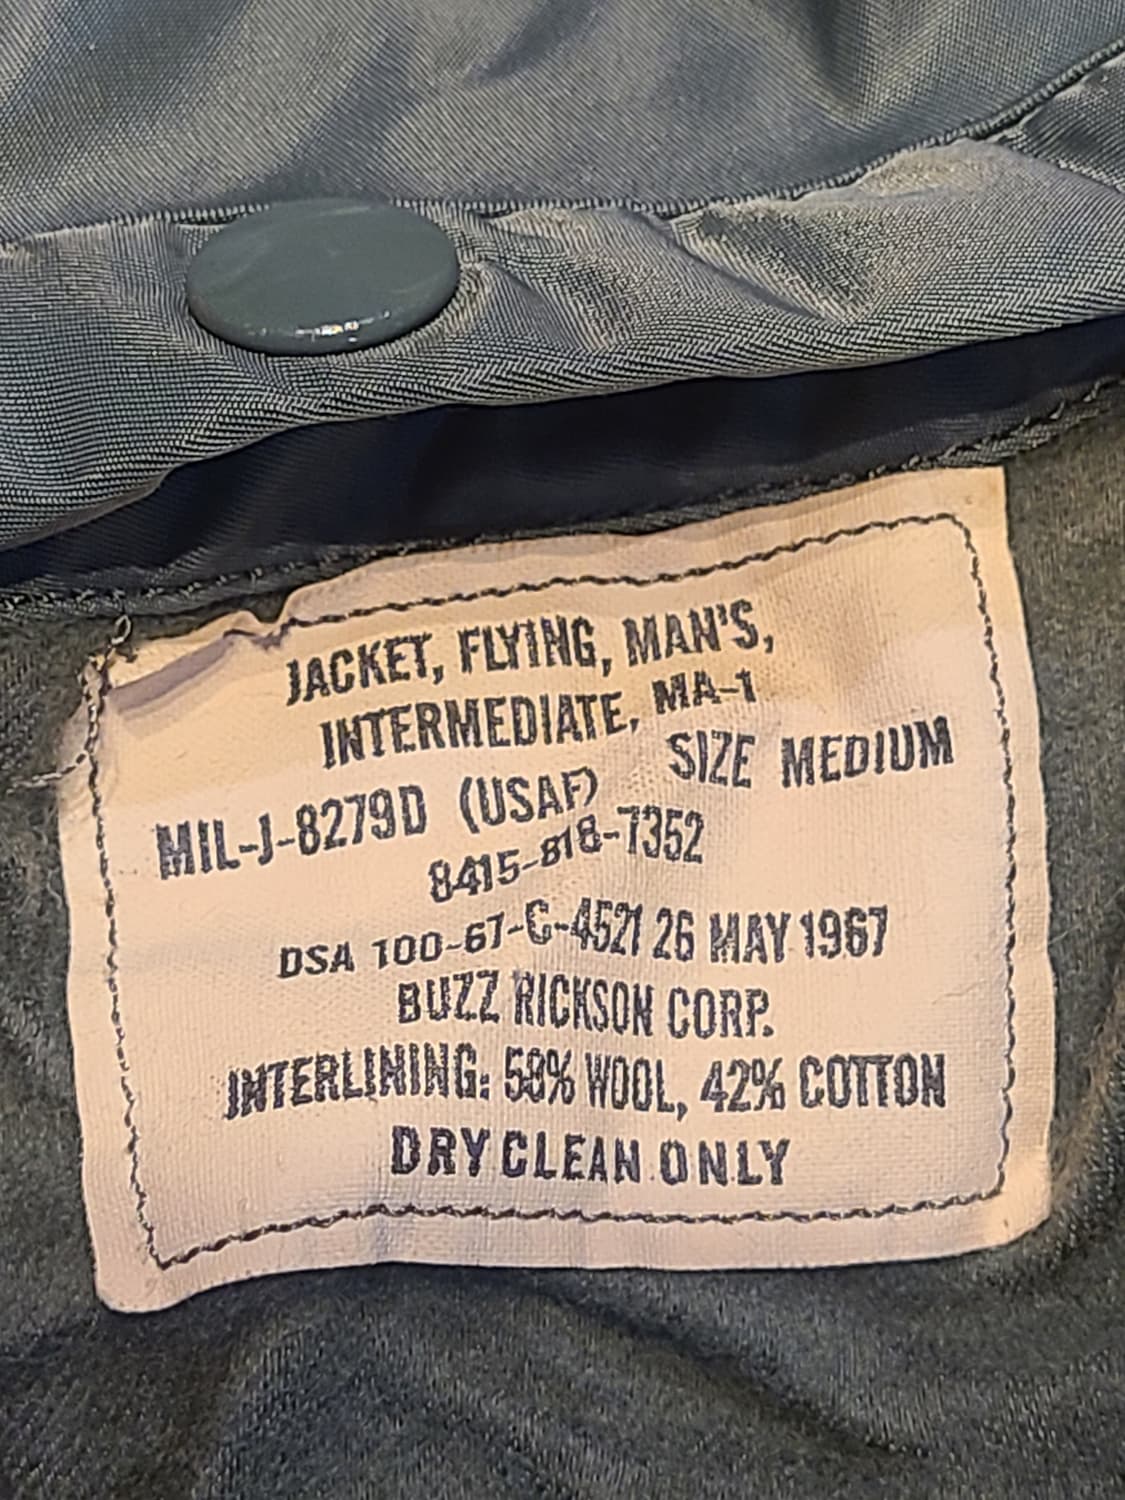 JACKET, FLYING, MAN'S,
INTERMEDIATE, MA-1
SIZE MEDIUM
MIL-J-8279D (USAF)
8415-818-7352
DSA 100-67-C-4521 26 MAY 1967
BUZZ RICKSON CORP.
INTERLINING: 58% WOOL, 42% COTTON
DRY CLEAN ONLY